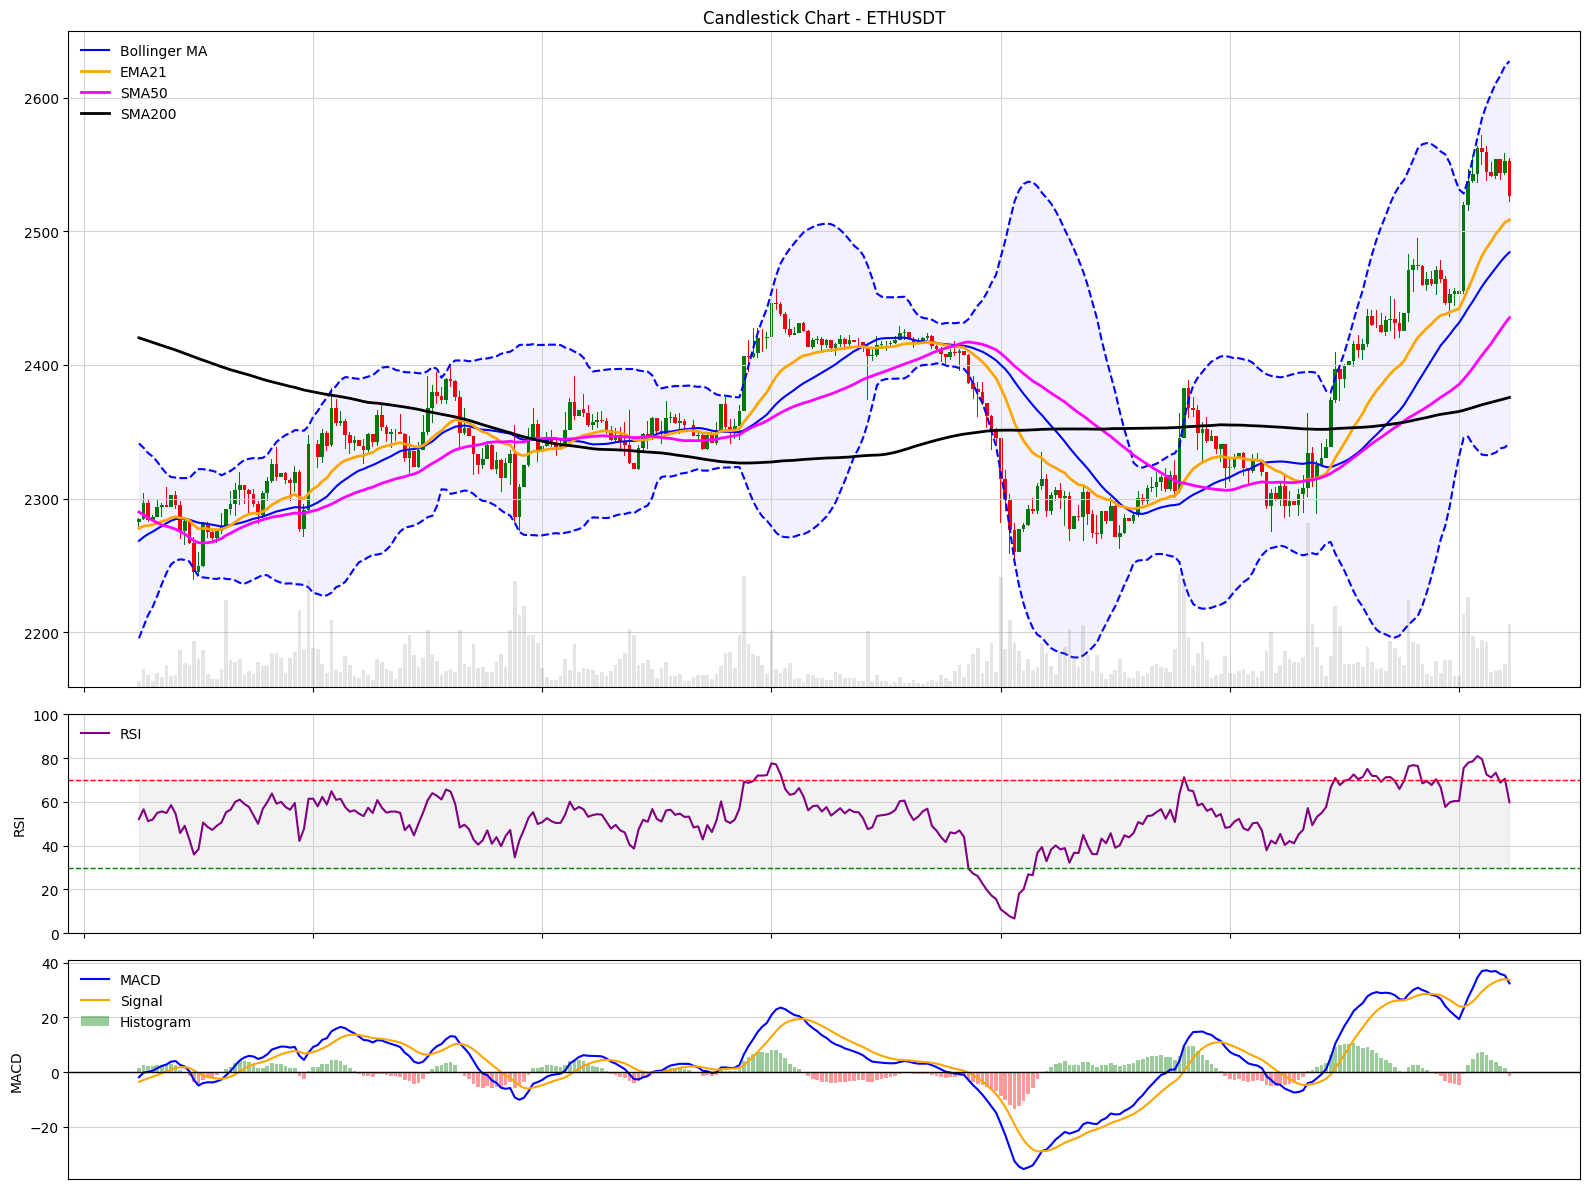 Candlestick Chart - ETHUSDT
Bollinger MA
EMA21
SMA50
SMA200
2600
2500
2400
2300
2200
RSI
100
80
60
40
20
0
RSI
MACD
Signal
Histogram
40
20
0
−20
MACD